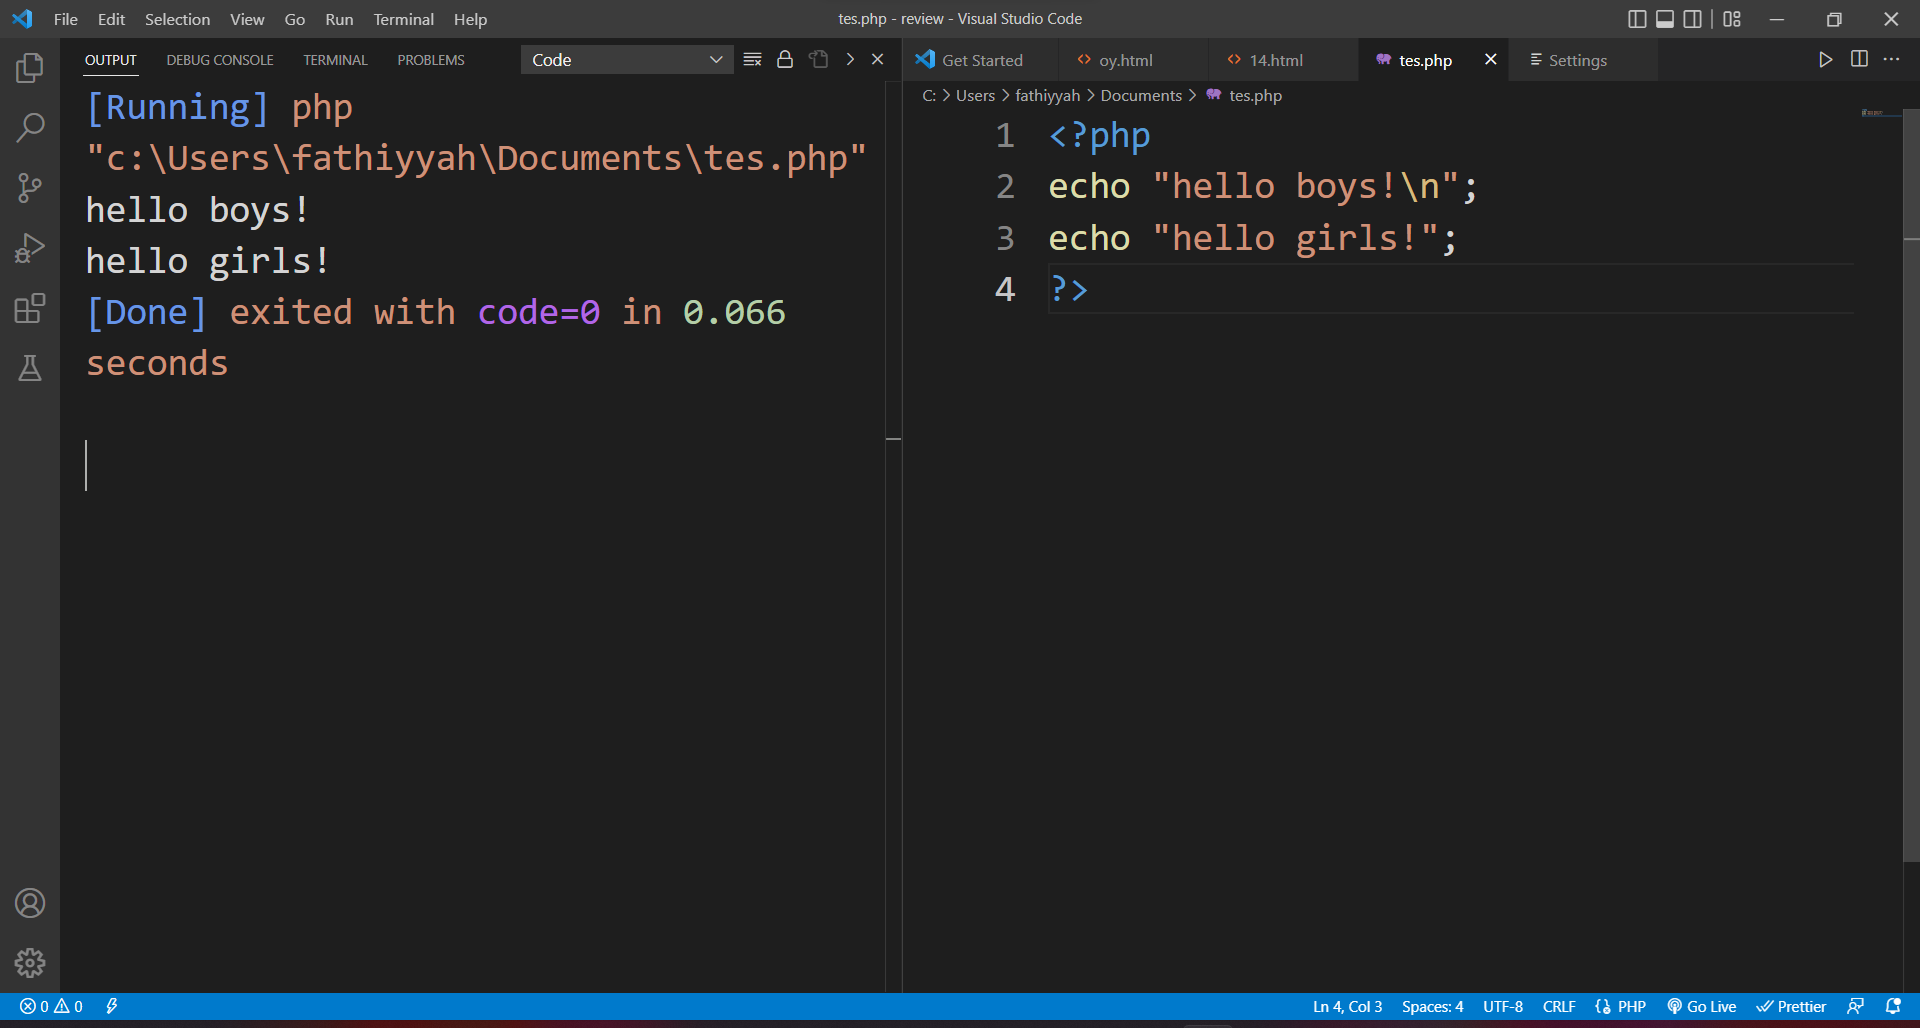 File Edit Selection View Go Run Terminal Help
tes.php - review - Visual Studio Code
OUTPUT DEBUG CONSOLE TERMINAL PROBLEMS
Code
[Running] php
"c:\Users\fathiyyah\Documents\tes.php"
hello boys!
hello girls!
[Done] exited with code=0 in 0.066
seconds
Get Started oy.html 14.html tes.php Settings
C: > Users > fathiyyah > Documents > tes.php
1 <?php
2 echo "hello boys!\n";
3 echo "hello girls!";
4 ?>
0 0
Ln 4, Col 3 Spaces: 4 UTF-8 CRLF PHP Go Live Prettier